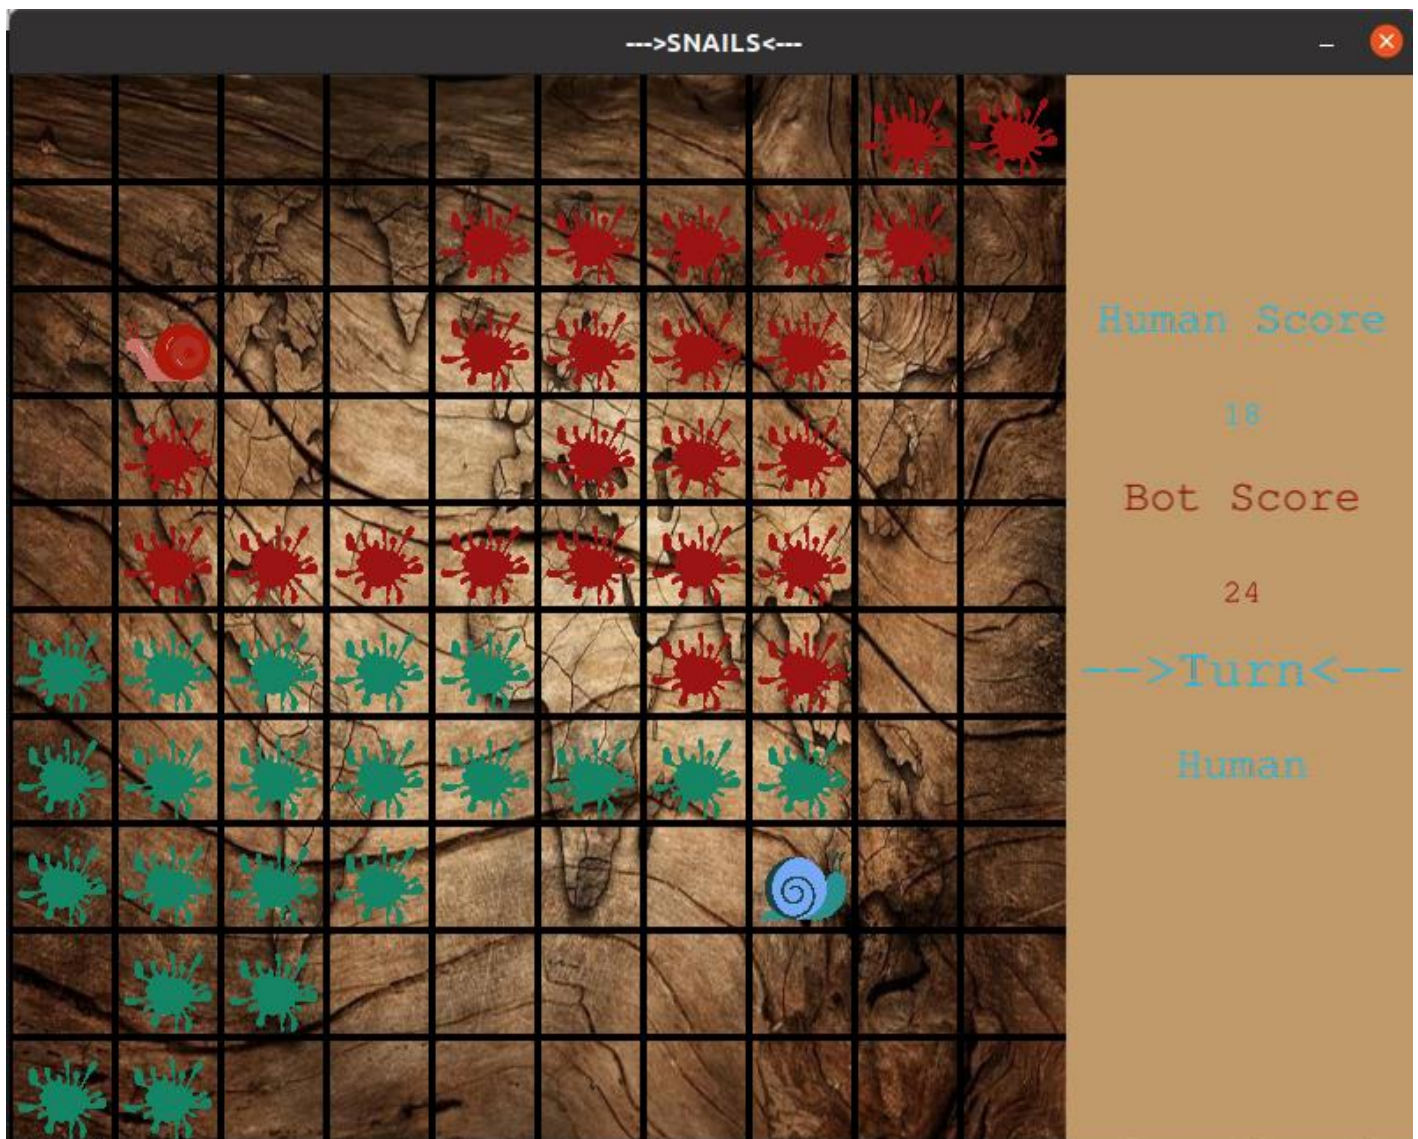 --->SNAILS<---
Human Score
18
Bot Score
24
-->Turn<--
Human